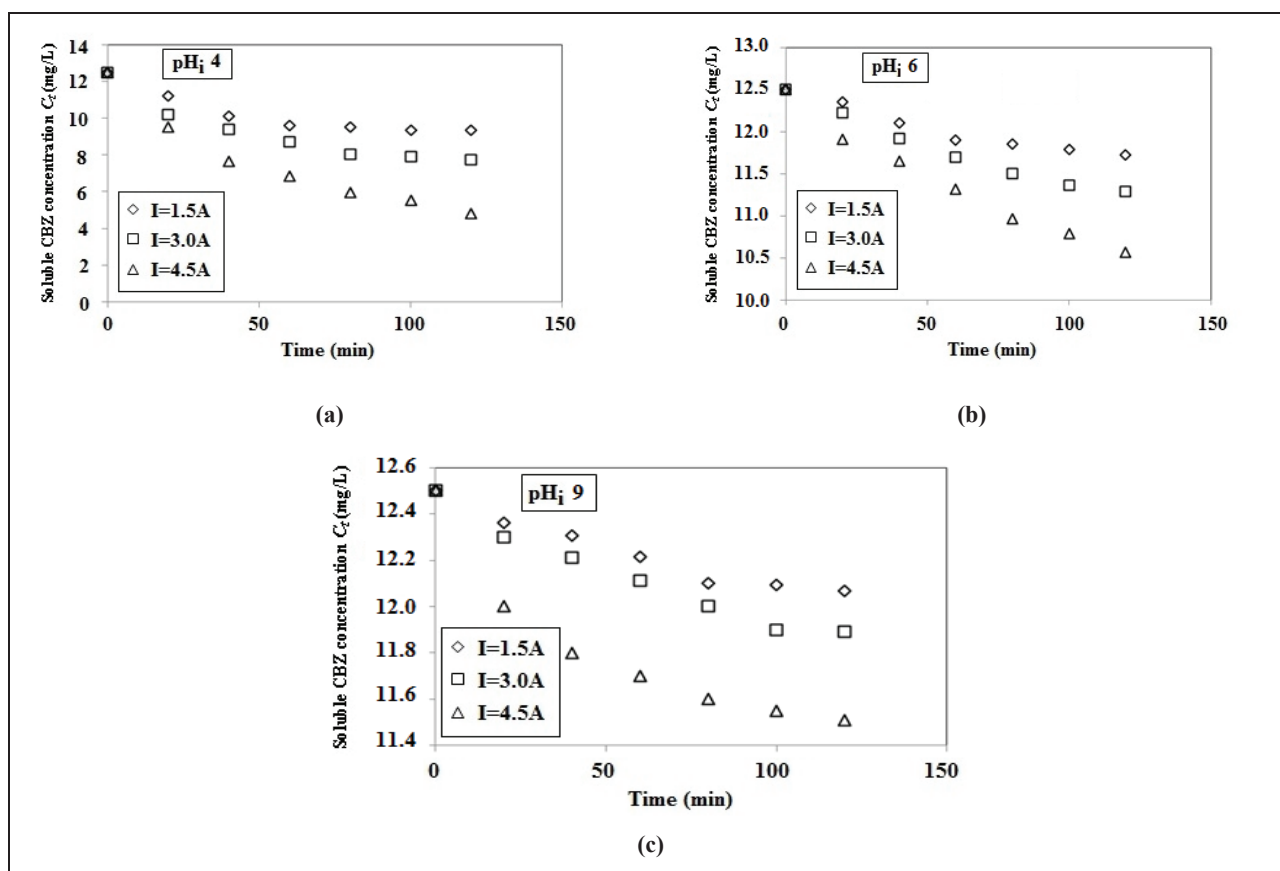 Soluble CBZ concentration Ct (mg/L)
14
12
10
8
6
4
2
0
pHi 4
◇ I=1.5A
□ I=3.0A
△ I=4.5A
0 50 100 150
Time (min)
(a)
Soluble CBZ concentration Ct (mg/L)
13.0
12.5
12.0
11.5
11.0
10.5
10.0
pHi 6
◇ I=1.5A
□ I=3.0A
△ I=4.5A
0 50 100 150
Time (min)
(b)
Soluble CBZ concentration Ct (mg/L)
12.6
12.4
12.2
12.0
11.8
11.6
11.4
pHi 9
◇ I=1.5A
□ I=3.0A
△ I=4.5A
0 50 100 150
Time (min)
(c)